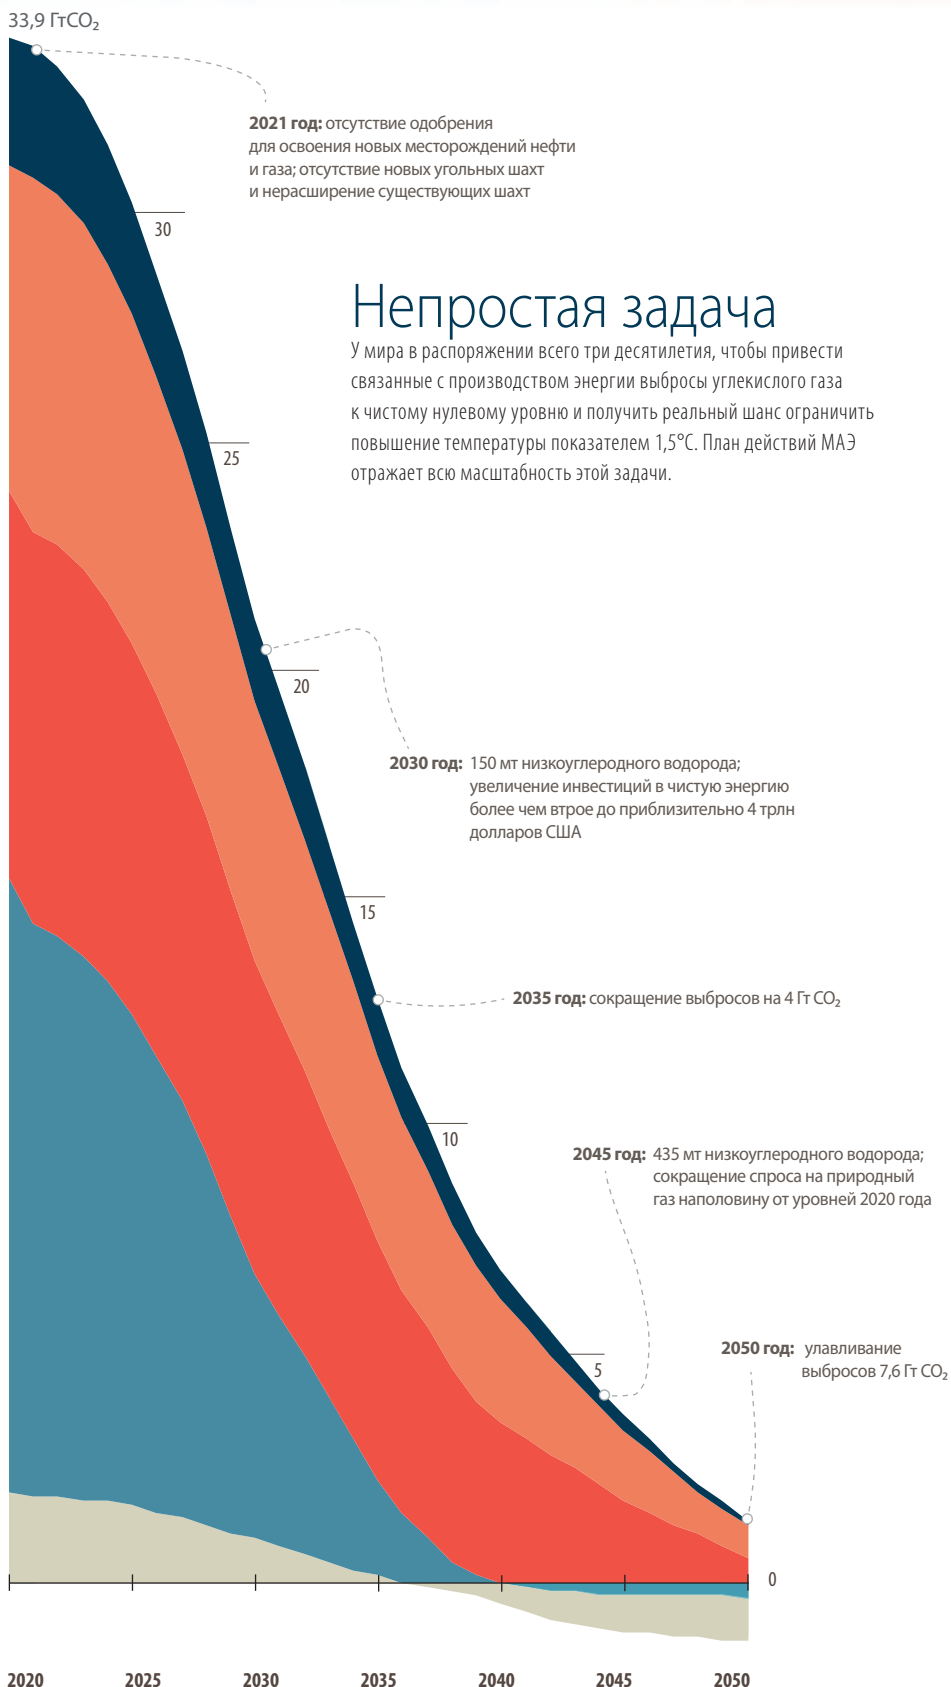 33,9 ГтCO₂
2021 год: отсутствие одобрения
для освоения новых месторождений нефти
и газа; отсутствие новых угольных шахт
и нерасширение существующих шахт
30
Непростая задача
У мира в распоряжении всего три десятилетия, чтобы привести
связанные с производством энергии выбросы углекислого газа
к чистому нулевому уровню и получить реальный шанс ограничить
повышение температуры показателем 1,5°C. План действий МАЭ
отражает всю масштабность этой задачи.
25
20
2030 год: 150 мт низкоуглеродного водорода;
увеличение инвестиций в чистую энергию
более чем втрое до приблизительно 4 трлн
долларов США
15
2035 год: сокращение выбросов на 4 Гт CO₂
10
2045 год: 435 мт низкоуглеродного водорода;
сокращение спроса на природный
газ наполовину от уровней 2020 года
2050 год: улавливание
выбросов 7,6 Гт CO₂
5
0
2020 2025 2030 2035 2040 2045 2050